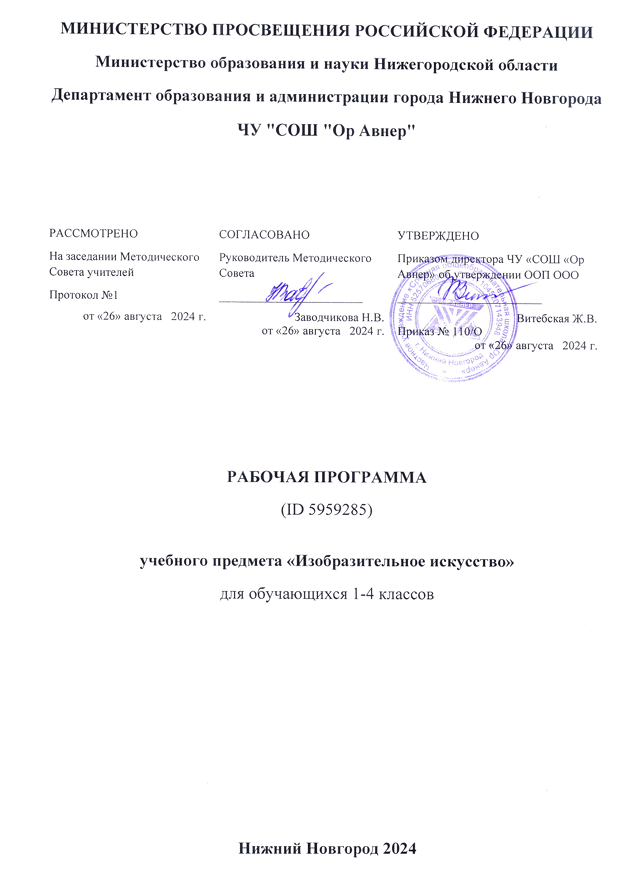 МИНИСТЕРСТВО ПРОСВЕЩЕНИЯ РОССИЙСКОЙ ФЕДЕРАЦИИ
Министерство образования и науки Нижегородской области
Департамент образования и администрации города Нижнего Новгорода
ЧУ "СОШ "Ор Авнер"
РАССМОТРЕНО
На заседании Методического
Совета учителей
Протокол №1
от «26» августа 2024 г.
СОГЛАСОВАНО
Руководитель Методического
Совета
Заводчикова Н.В.
от «26» августа 2024 г.
УТВЕРЖДЕНО
Приказом директора ЧУ «СОШ «Ор
Авнер» об утверждении ООП ООО
Витебская Ж.В.
Приказ № 110/О
от «26» августа 2024 г.
г. Нижний Новгород
РАБОЧАЯ ПРОГРАММА
(ID 5959285)
учебного предмета «Изобразительное искусство»
для обучающихся 1-4 классов
Нижний Новгород 2024